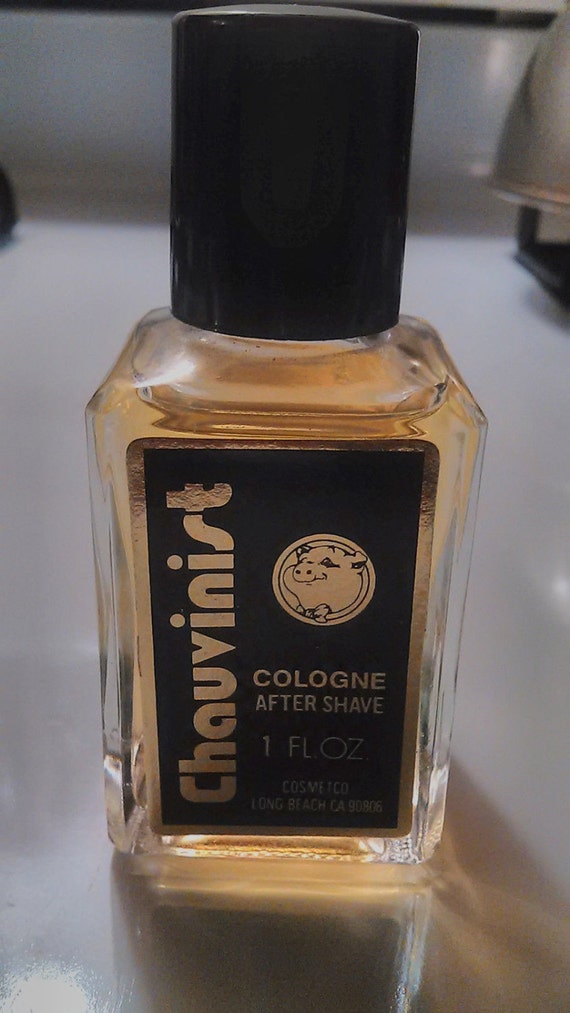 Chauvinist
COLOGNE
AFTER SHAVE
1 FL.OZ.
COSMETCO
LONG BEACH CA 90806